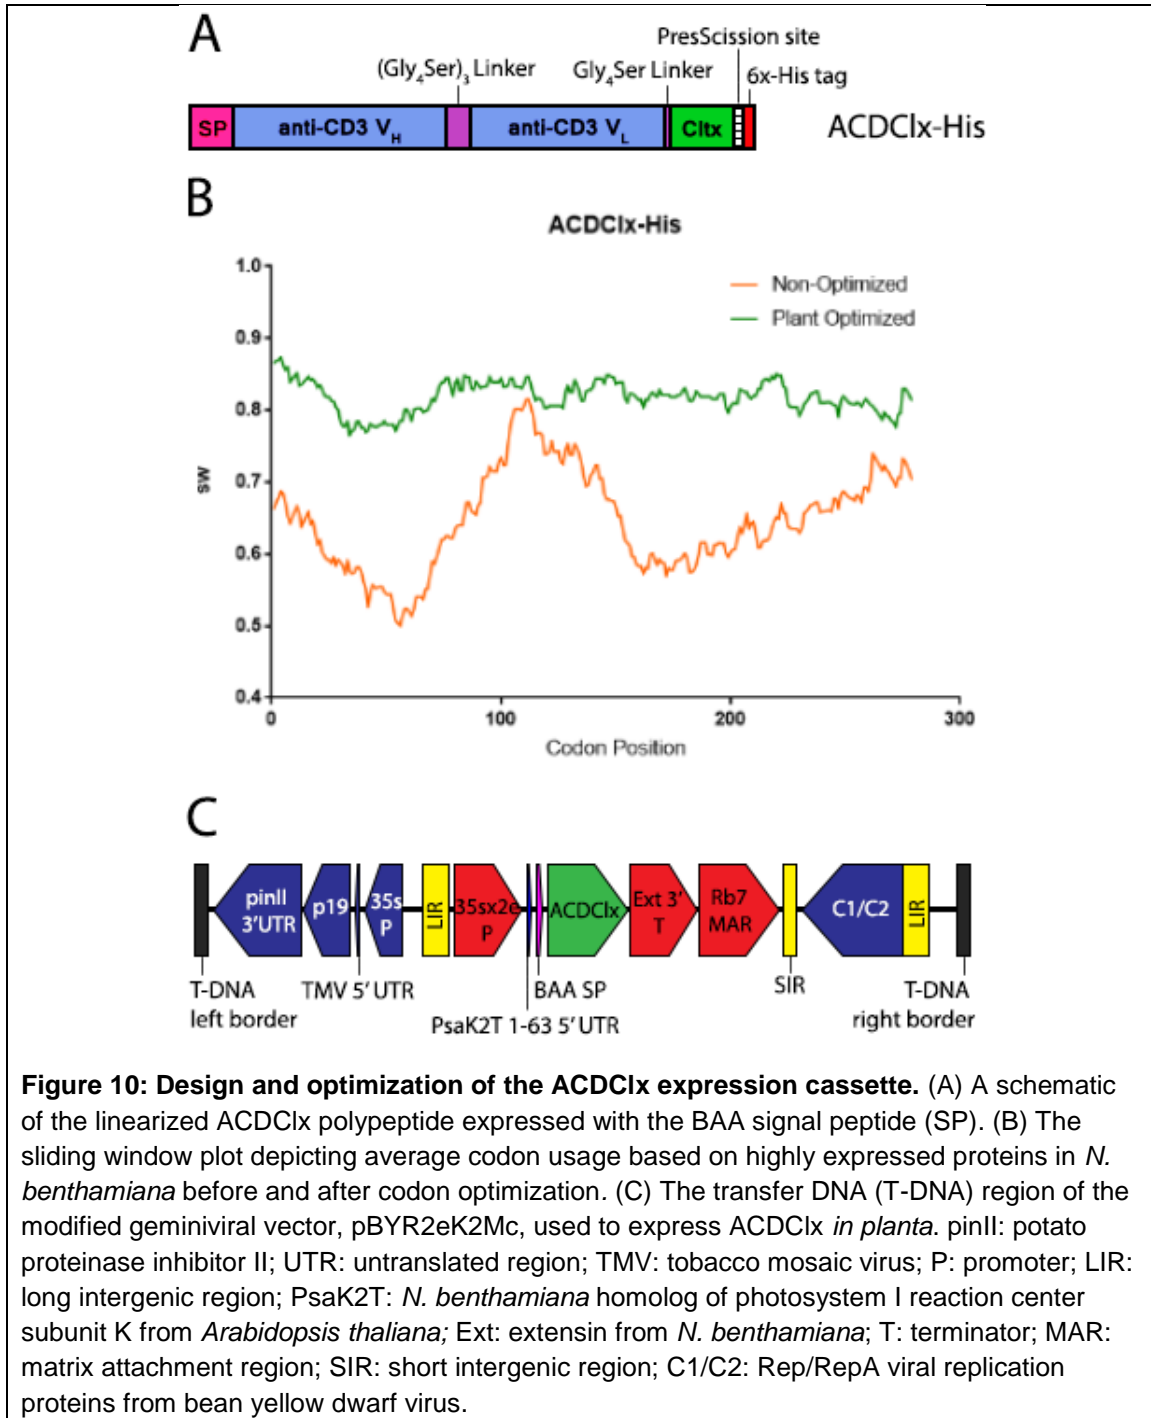 A
PresScission site
(Gly4Ser)3 Linker
Gly4Ser Linker
6x-His tag
SP
anti-CD3 VH
anti-CD3 VL
Cltx
ACDClx-His
B
ACDClx-His
1.0
0.9
0.8
0.7
0.6
0.5
0.4
sw
Non-Optimized
Plant Optimized
0
100
200
300
Codon Position
C
pinII
3'UTR
p19
35s
P
LIR
35sx2e
P
ACDClx
Ext 3'
T
Rb7
MAR
C1/C2
LIR
T-DNA
left border
TMV 5' UTR
PsaK2T 1-63 5' UTR
BAA SP
SIR
T-DNA
right border
Figure 10: Design and optimization of the ACDClx expression cassette. (A) A schematic
of the linearized ACDClx polypeptide expressed with the BAA signal peptide (SP). (B) The
sliding window plot depicting average codon usage based on highly expressed proteins in N.
benthamiana before and after codon optimization. (C) The transfer DNA (T-DNA) region of the
modified geminiviral vector, pBYR2eK2Mc, used to express ACDClx in planta. pinII: potato
proteinase inhibitor II; UTR: untranslated region; TMV: tobacco mosaic virus; P: promoter; LIR:
long intergenic region; PsaK2T: N. benthamiana homolog of photosystem I reaction center
subunit K from Arabidopsis thaliana; Ext: extensin from N. benthamiana; T: terminator; MAR:
matrix attachment region; SIR: short intergenic region; C1/C2: Rep/RepA viral replication
proteins from bean yellow dwarf virus.